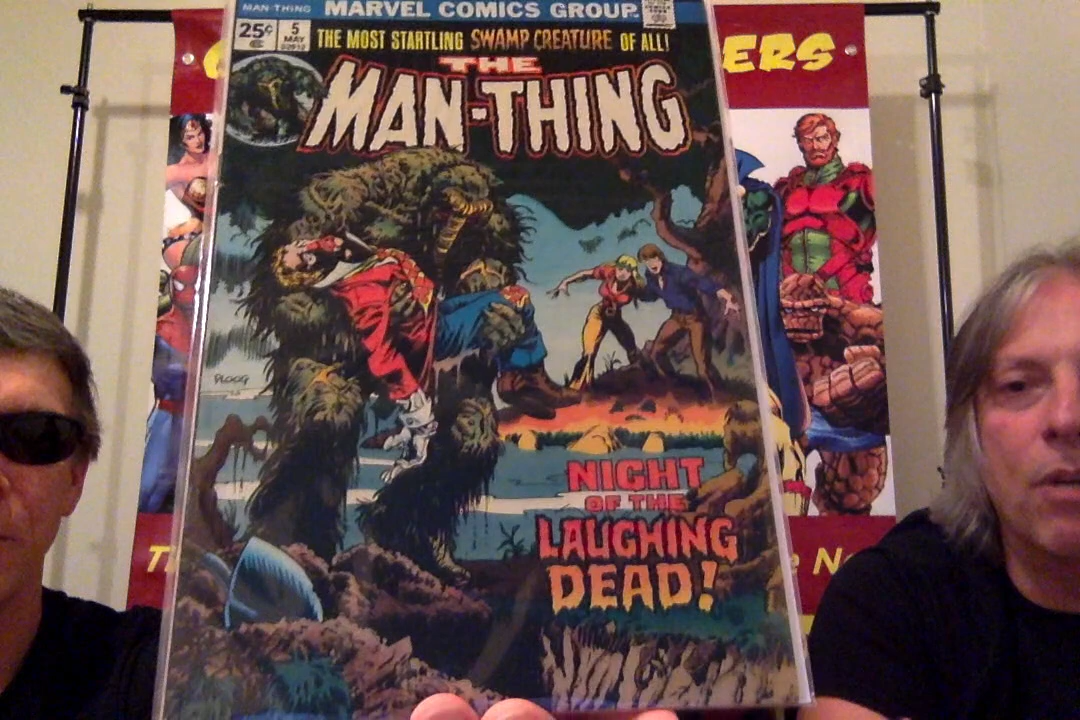 MAN-THING MARVEL COMICS GROUP
25¢ 5 MAY 02912
THE MOST STARTLING SWAMP CREATURE OF ALL!
THE
MAN-THING
ERS
PLOOG
NIGHT
OF THE
LAUGHING
DEAD!